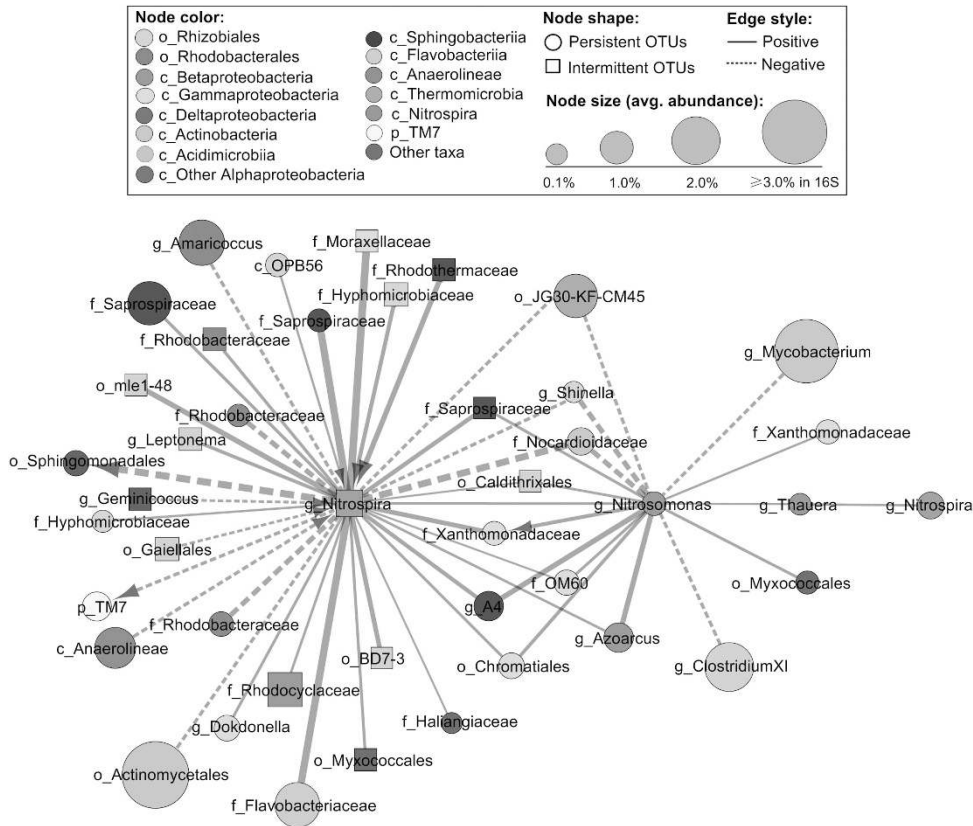 Node color:
o_Rhizobiales
o_Rhodobacterales
c_Betaproteobacteria
c_Gammaproteobacteria
c_Deltaproteobacteria
c_Actinobacteria
c_Acidimicrobiia
c_Other Alphaproteobacteria
c_Sphingobacteriia
c_Flavobacteriia
c_Anaerolineae
c_Thermomicrobia
c_Nitrospira
p_TM7
Other taxa
Node shape:
Persistent OTUs
Intermittent OTUs
Edge style:
Positive
Negative
Node size (avg. abundance):
0.1% 1.0% 2.0% ⩾3.0% in 16S
g_Amaricoccus
f_Moraxellaceae
c_OPB56
f_Rhodothermaceae
f_Hyphomicrobiaceae
o_JG30-KF-CM45
f_Saprospiraceae
f_Saprospiraceae
f_Rhodobacteraceae
g_Mycobacterium
o_mle1-48
g_Shinella
f_Saprospiraceae
f_Rhodobacteraceae
f_Xanthomonadaceae
g_Leptonema
f_Nocardioidaceae
o_Sphingomonadales
o_Caldithrixales
g_Geminicoccus
g_Nitrospira
g_Nitrosomonas
g_Thauera
g_Nitrospira
f_Hyphomicrobiaceae
f_Xanthomonadaceae
o_Gaiellales
f_OM60
o_Myxococcales
p_TM7
g_A4
f_Rhodobacteraceae
g_Azoarcus
c_Anaerolineae
o_BD7-3
o_Chromatiales
g_ClostridiumXI
f_Rhodocyclaceae
g_Dokdonella
f_Haliangiaceae
o_Myxococcales
o_Actinomycetales
f_Flavobacteriaceae